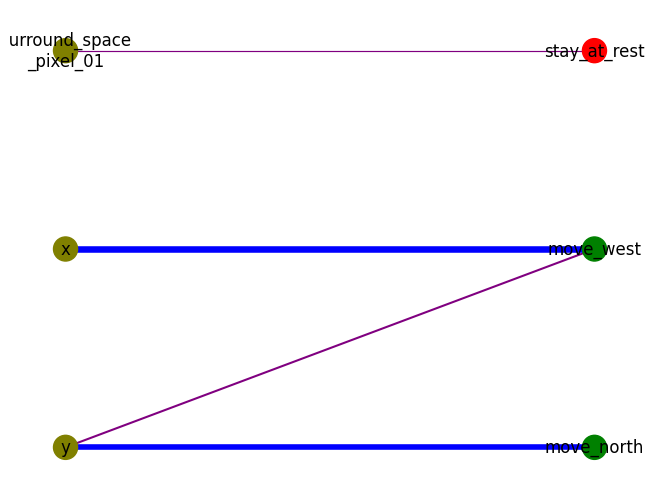 urround_space
_pixel_01
stay_at_rest
x
move_west
y
move_north